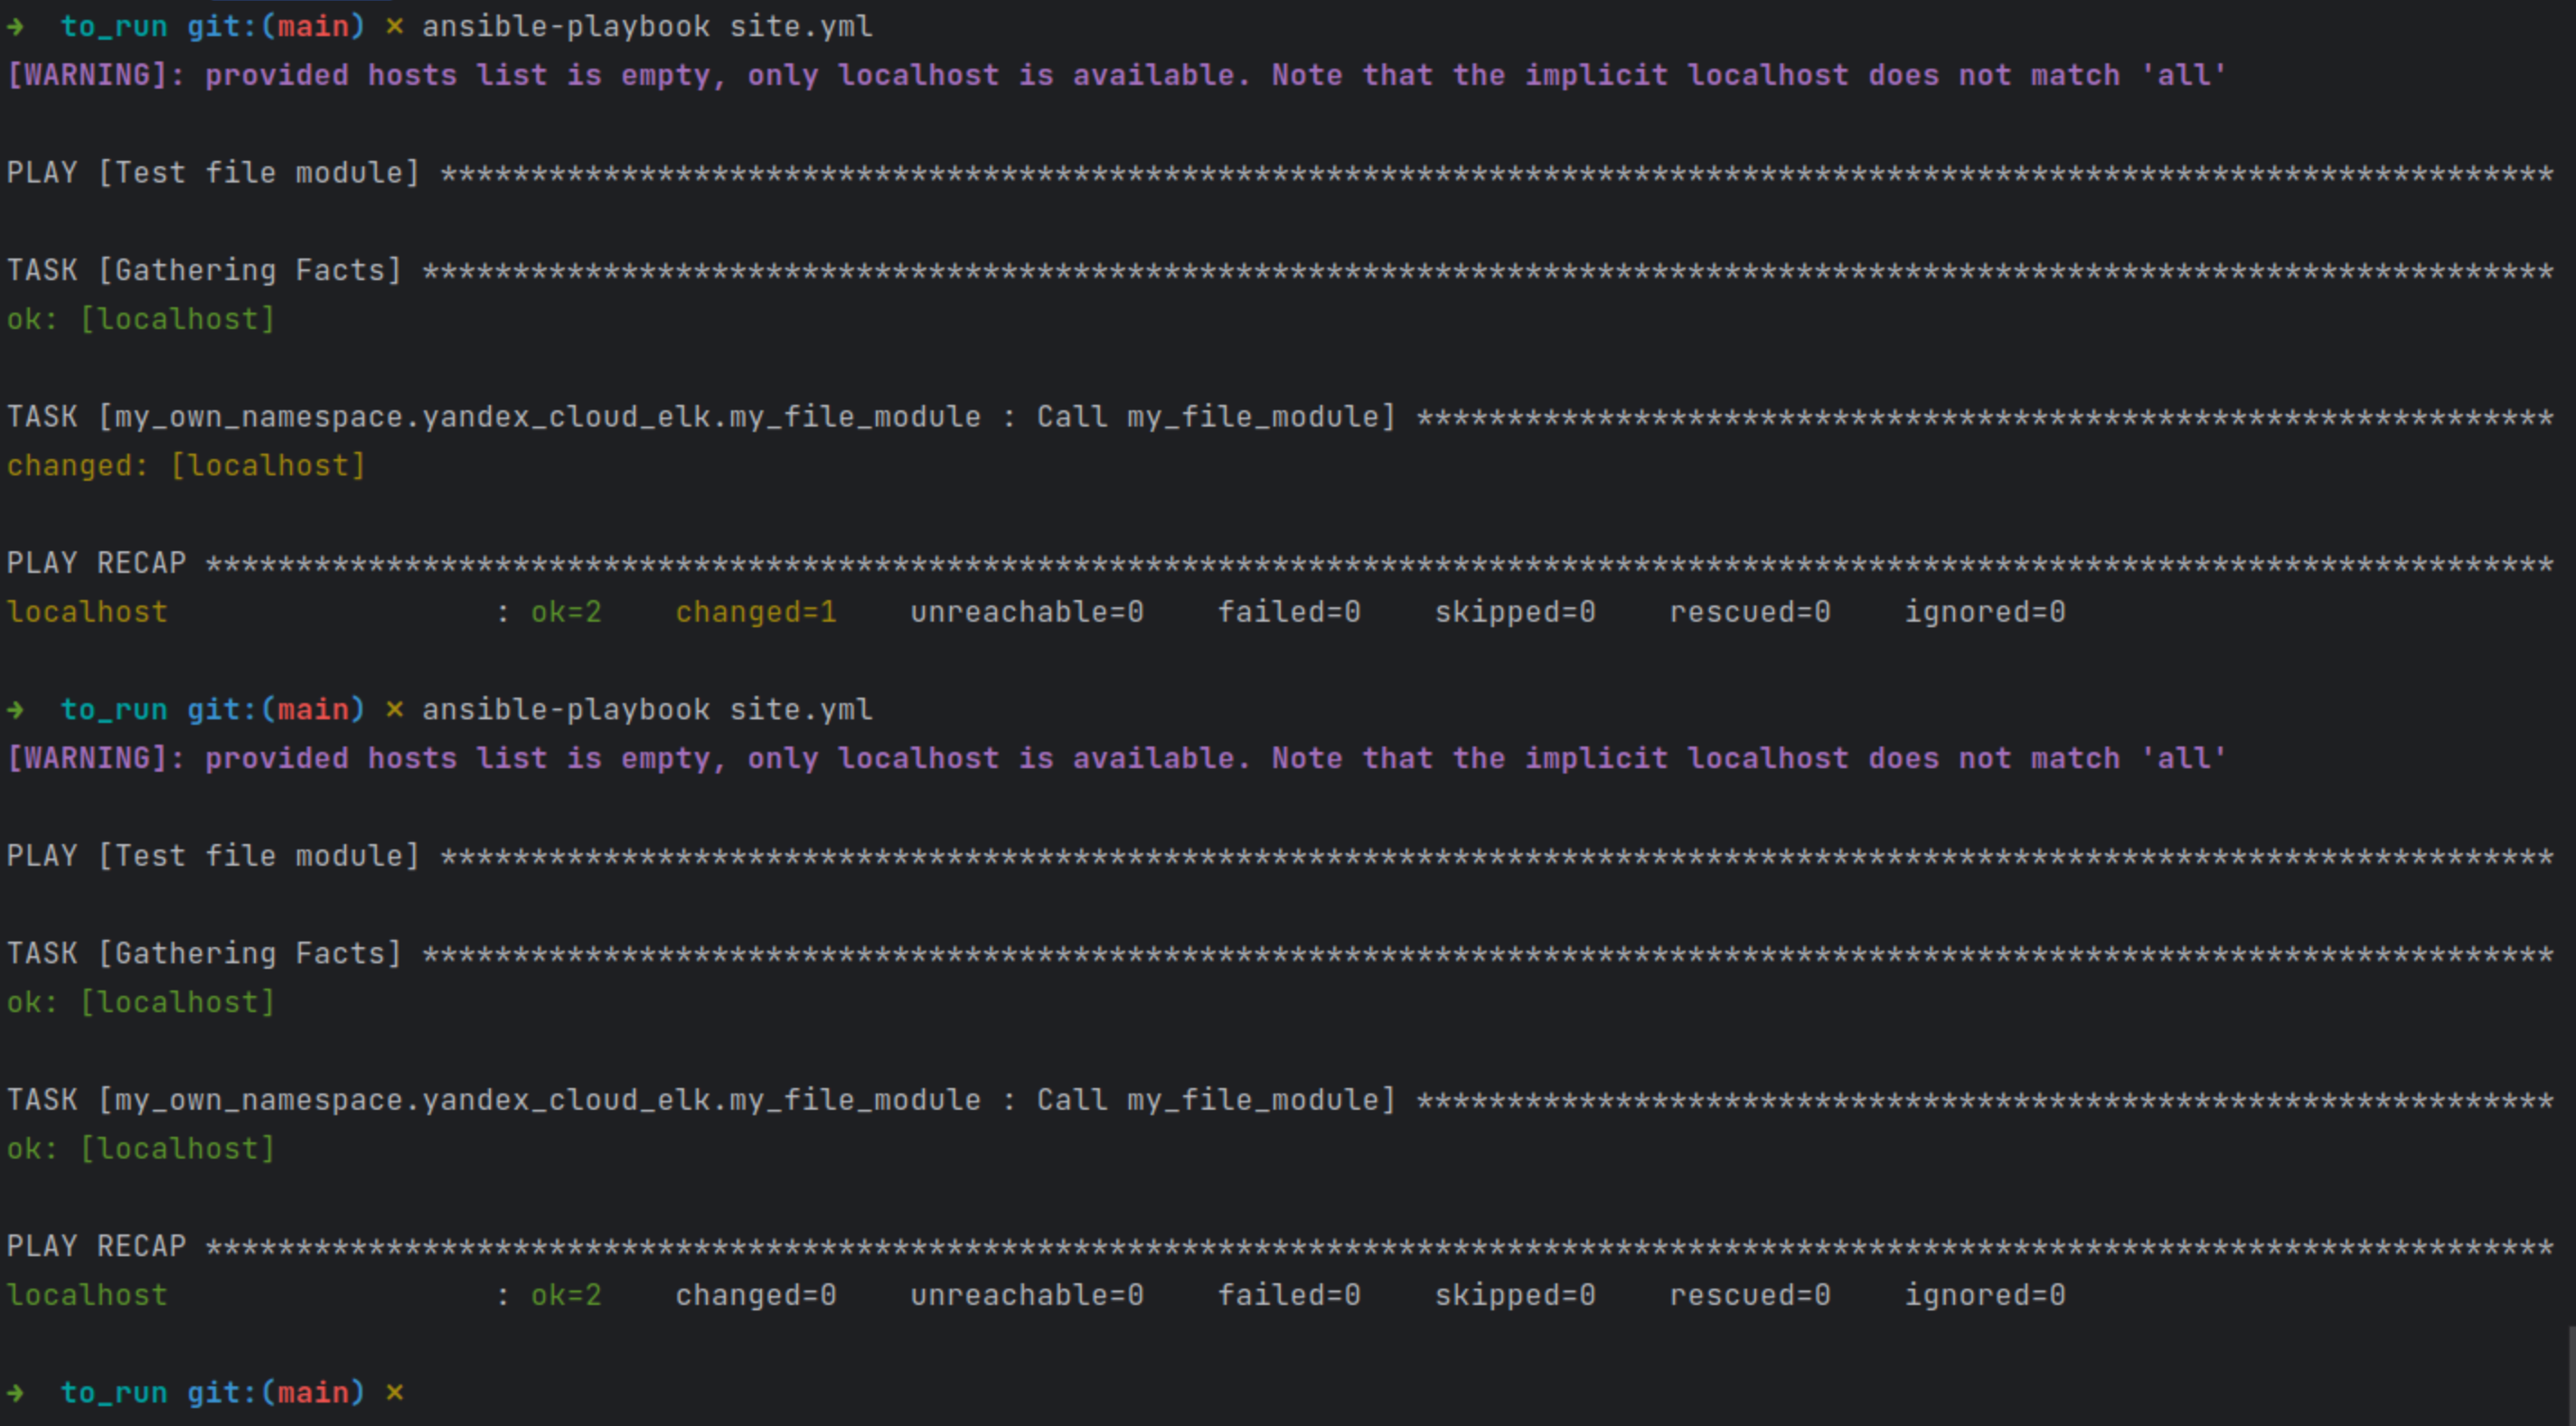 ➜  to_run git:(main) ✗ ansible-playbook site.yml
[WARNING]: provided hosts list is empty, only localhost is available. Note that the implicit localhost does not match 'all'
PLAY [Test file module] *********************************************************************************************************************
TASK [Gathering Facts] **********************************************************************************************************************
ok: [localhost]
TASK [my_own_namespace.yandex_cloud_elk.my_file_module : Call my_file_module] ***************************************************************
changed: [localhost]
PLAY RECAP **********************************************************************************************************************************
localhost                  : ok=2    changed=1    unreachable=0    failed=0    skipped=0    rescued=0    ignored=0
➜  to_run git:(main) ✗ ansible-playbook site.yml
[WARNING]: provided hosts list is empty, only localhost is available. Note that the implicit localhost does not match 'all'
PLAY [Test file module] *********************************************************************************************************************
TASK [Gathering Facts] **********************************************************************************************************************
ok: [localhost]
TASK [my_own_namespace.yandex_cloud_elk.my_file_module : Call my_file_module] ***************************************************************
ok: [localhost]
PLAY RECAP **********************************************************************************************************************************
localhost                  : ok=2    changed=0    unreachable=0    failed=0    skipped=0    rescued=0    ignored=0
➜  to_run git:(main) ✗